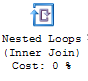 Nested Loops
(Inner Join)
Cost: 0 %